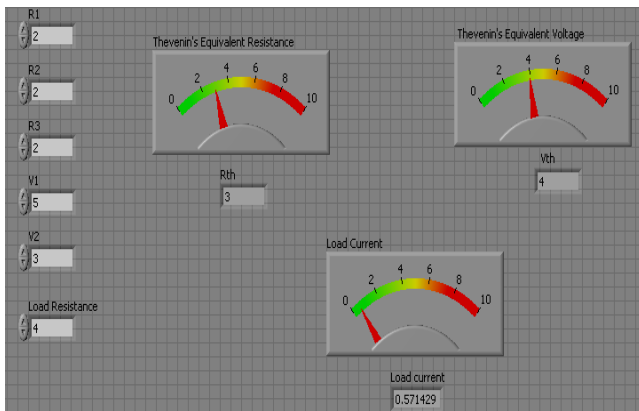 R1
2
R2
2
R3
2
V1
5
V2
3
Load Resistance
4
Thevenin's Equivalent Resistance
0 2 4 6 8 10
Rth
3
Thevenin's Equivalent Voltage
0 2 4 6 8 10
Vth
4
Load Current
0 2 4 6 8 10
Load current
0.571429